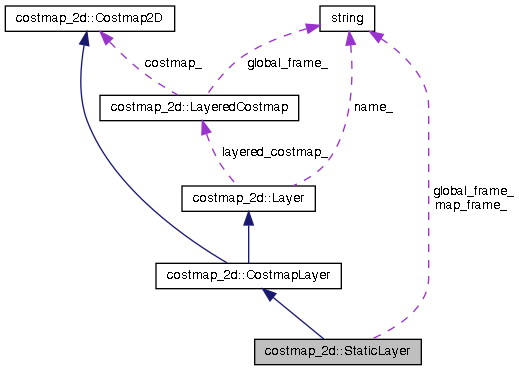 costmap_2d::Costmap2D
string
costmap_
global_frame_
costmap_2d::LayeredCostmap
name_
layered_costmap_
costmap_2d::Layer
global_frame_
map_frame_
costmap_2d::CostmapLayer
costmap_2d::StaticLayer